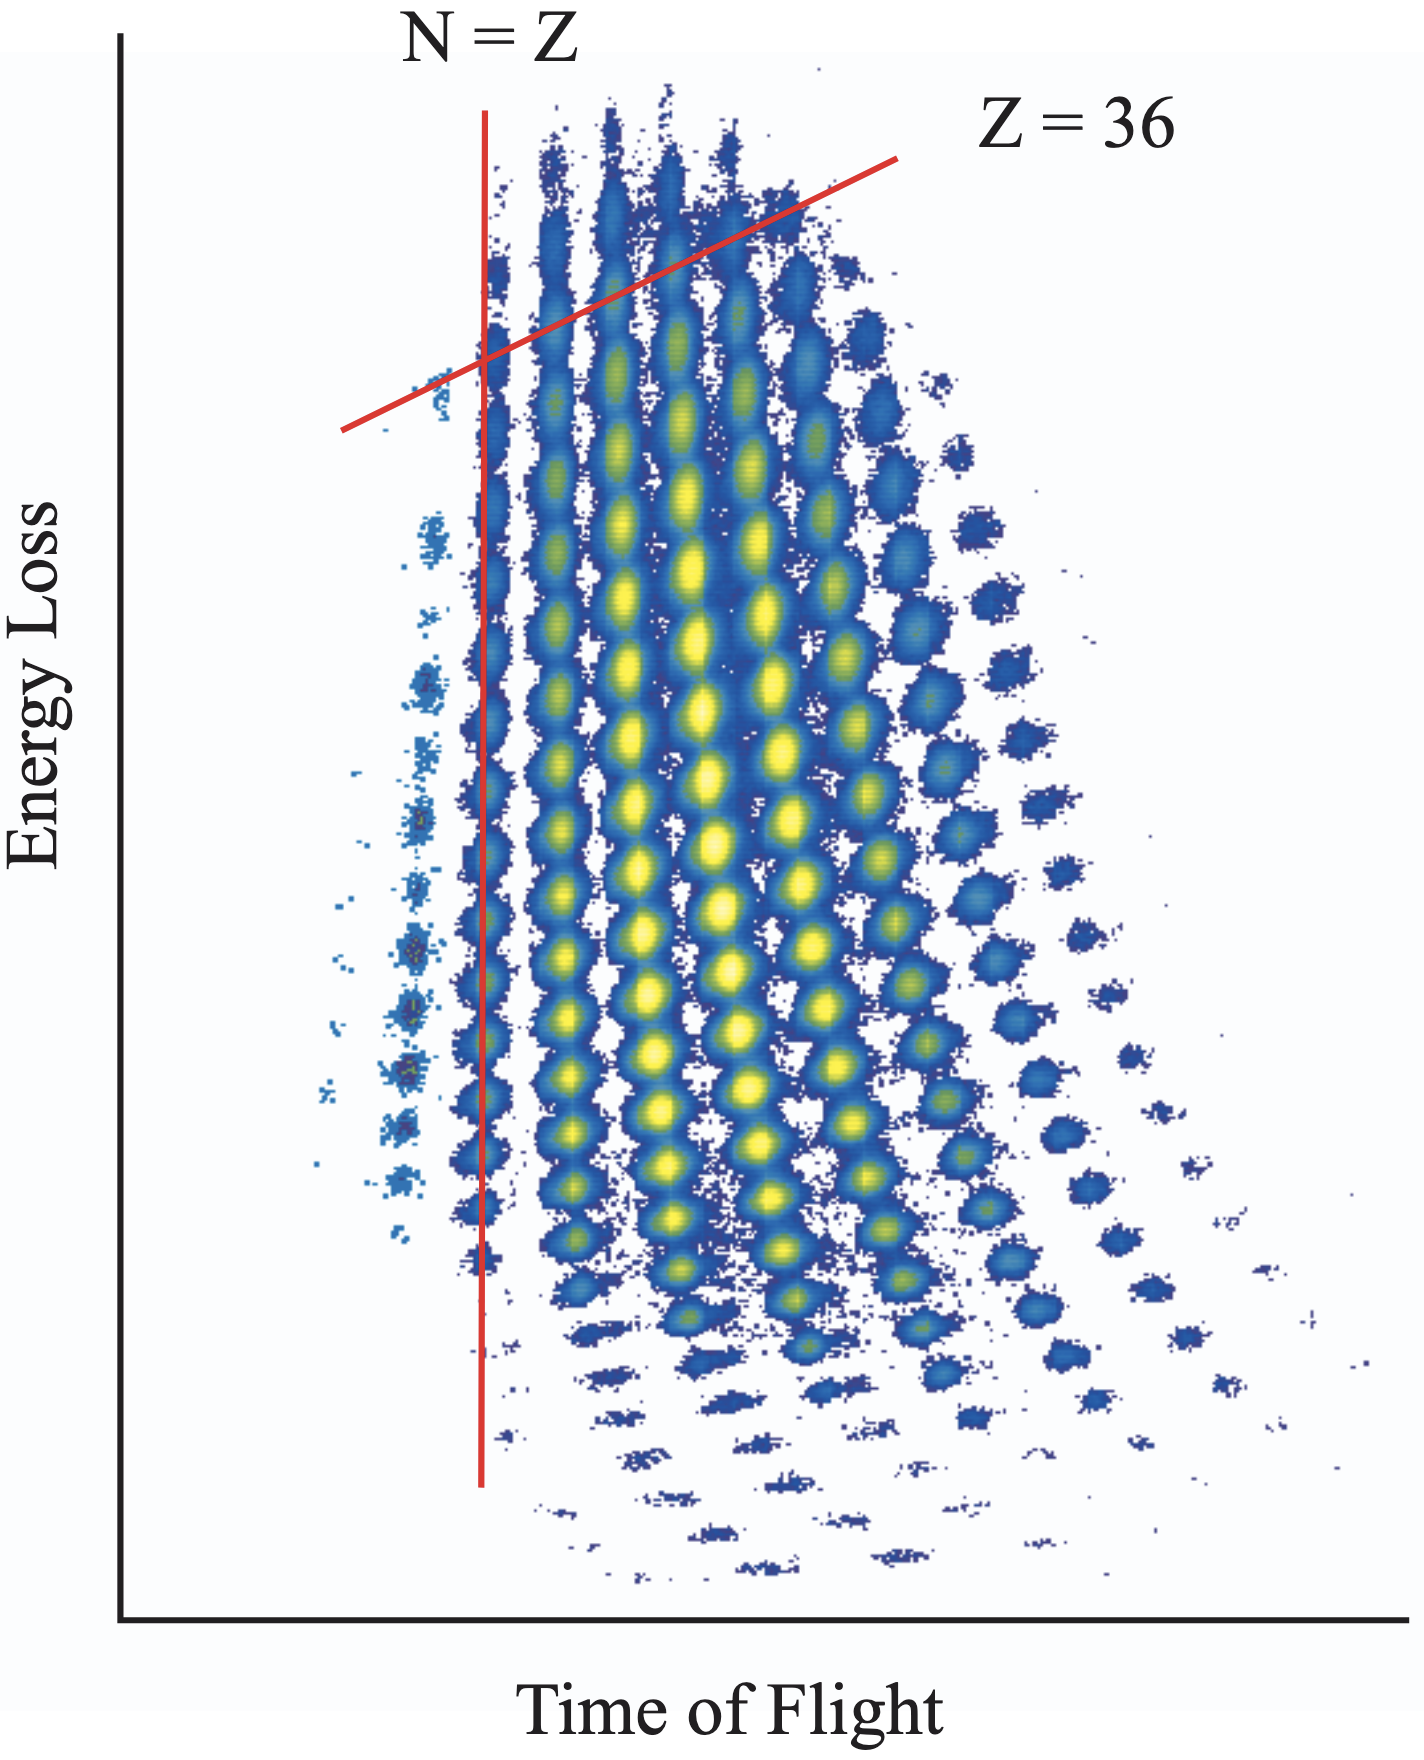 N = Z
Z = 36
Energy Loss
Time of Flight